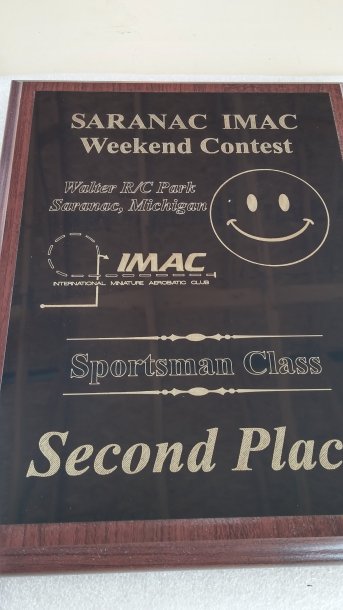 SARANAC IMAC
Weekend Contest
Walter R/C Park
Saranac, Michigan
IMAC
INTERNATIONAL MINIATURE AEROBATIC CLUB
Sportsman Class
Second Plac